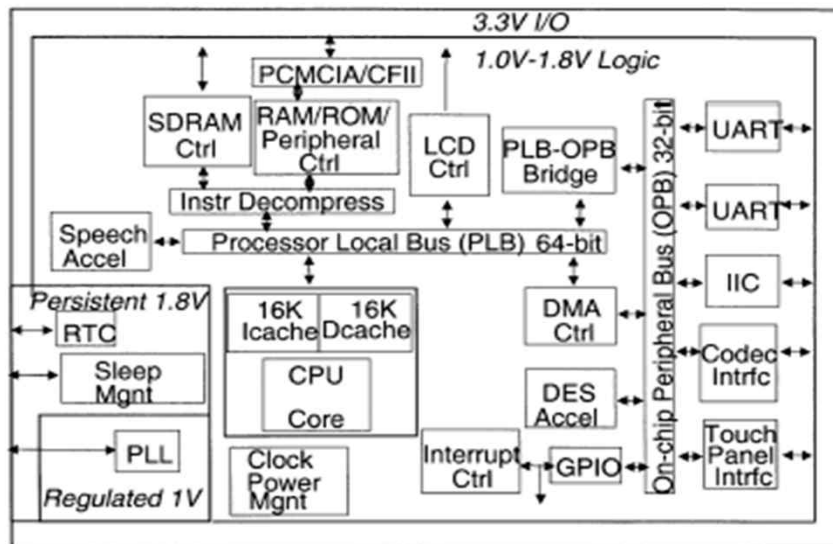 3.3V I/O
1.0V-1.8V Logic
PCMCIA/CFII
SDRAM
Ctrl
RAM/ROM/
Peripheral
Ctrl
LCD
Ctrl
PLB-OPB
Bridge
UART
Instr Decompress
UART
Speech
Accel
Processor Local Bus (PLB) 64-bit
On-chip Peripheral Bus (OPB) 32-bit
IIC
Persistent 1.8V
RTC
16K
Icache
16K
Dcache
DMA
Ctrl
Sleep
Mgnt
CPU
Core
Codec
Intrfc
DES
Accel
PLL
Regulated 1V
Clock
Power
Mgnt
Interrupt
Ctrl
GPIO
Touch
Panel
Intrfc